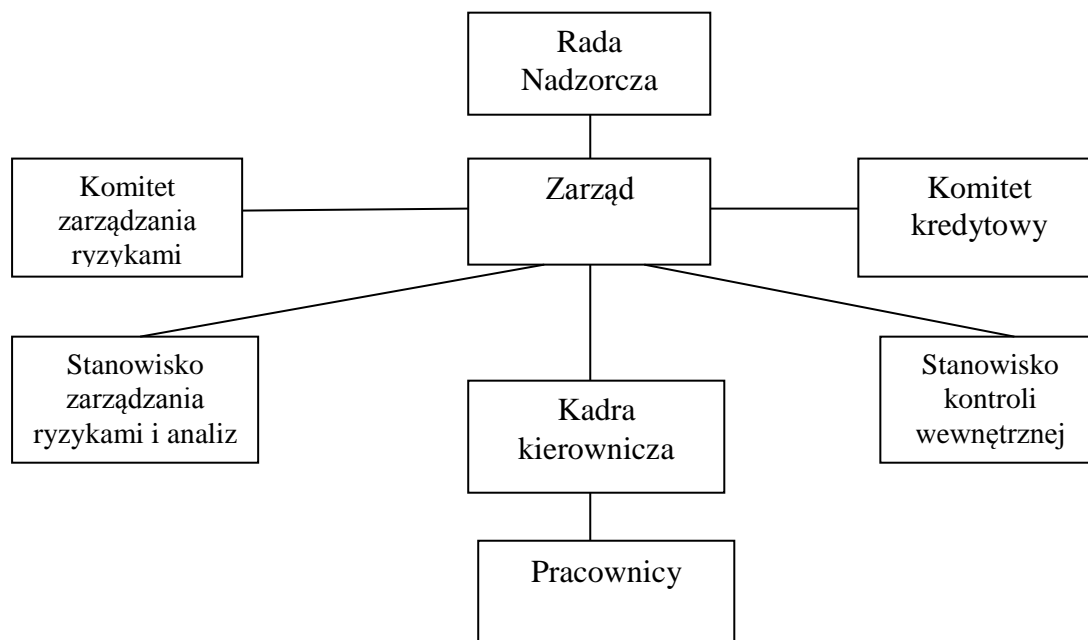 Rada
Nadzorcza
Komitet
zarządzania
ryzykami
Zarząd
Komitet
kredytowy
Stanowisko
zarządzania
ryzykami i analiz
Kadra
kierownicza
Stanowisko
kontroli
wewnętrznej
Pracownicy